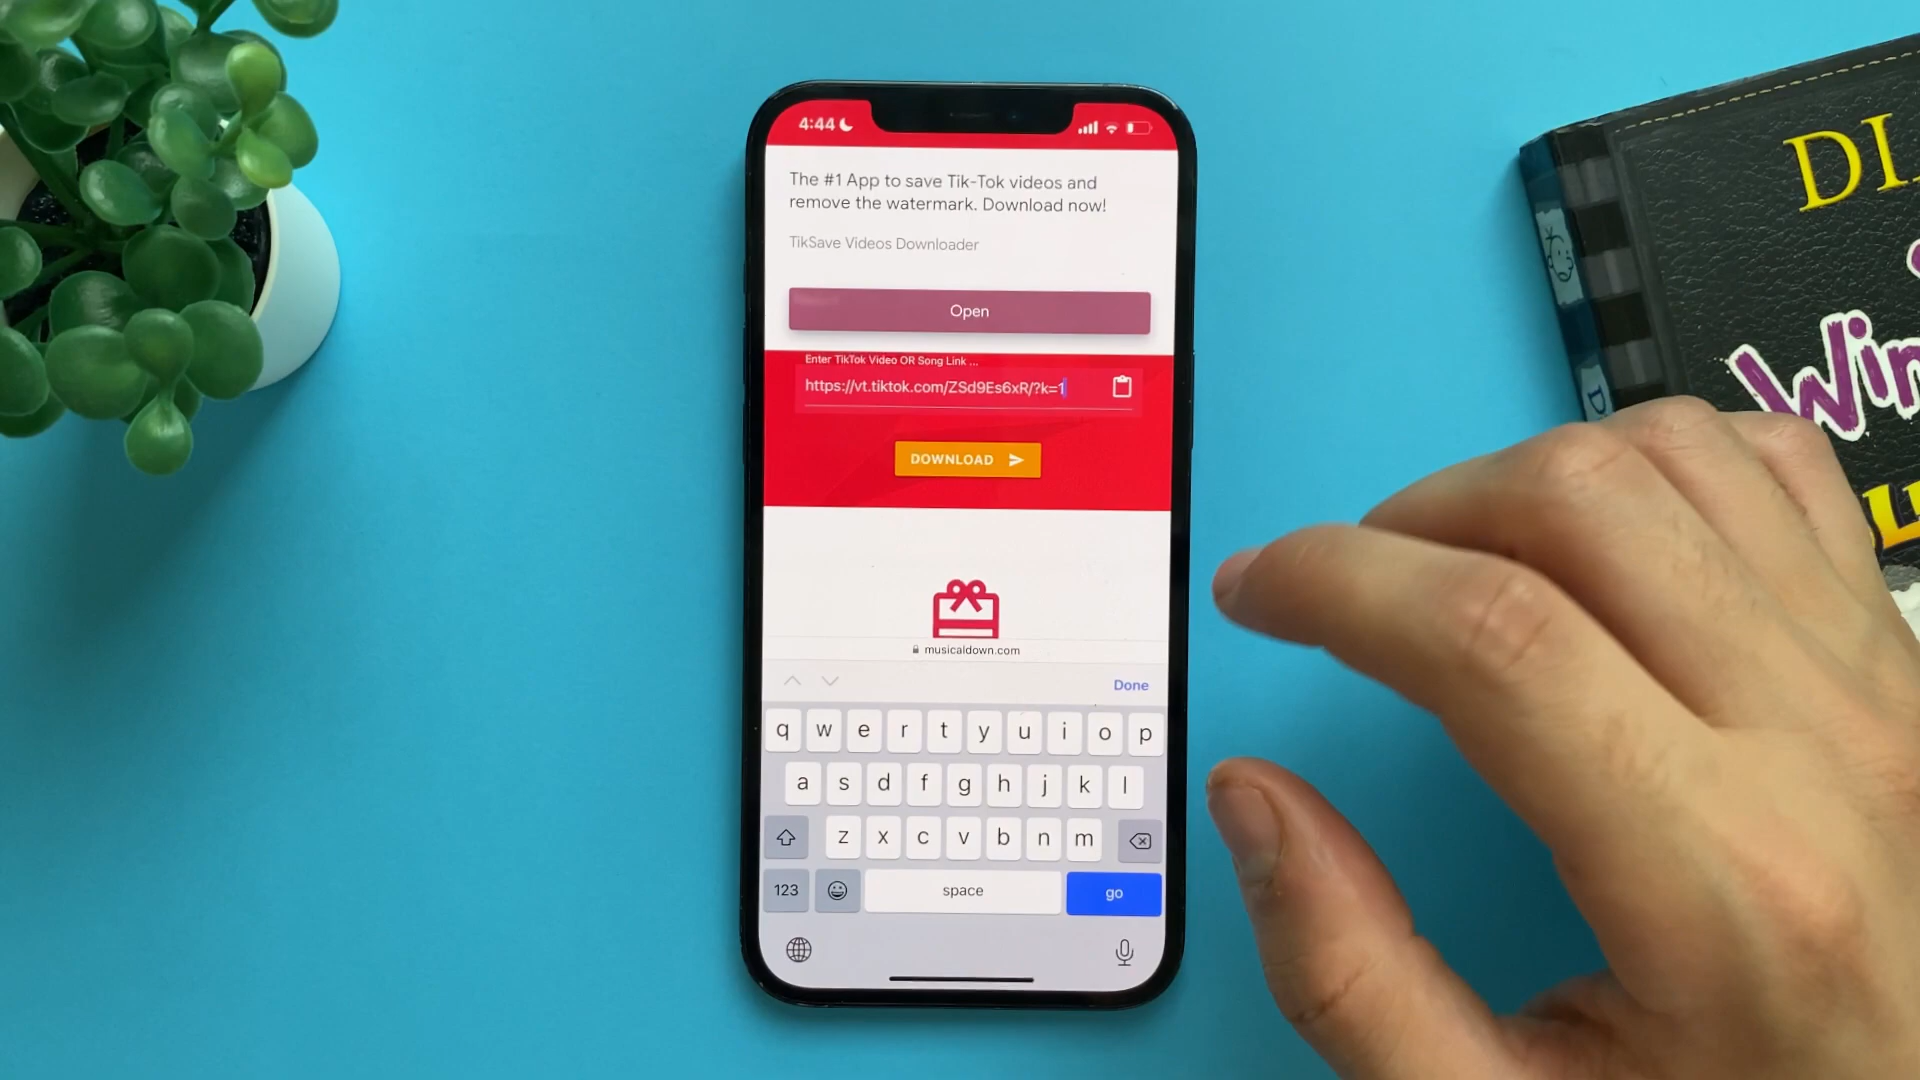 4:44
The #1 App to save Tik-Tok videos and
remove the watermark. Download now!
TikSave Videos Downloader
Open
Enter TikTok Video OR Song Link ...
https://vt.tiktok.com/ZSd9Es6xR/?k=1
DOWNLOAD
musicaldown.com
Done
q w e r t y u i o p
a s d f g h j k l
z x c v b n m
123 space go
DI
Win
D